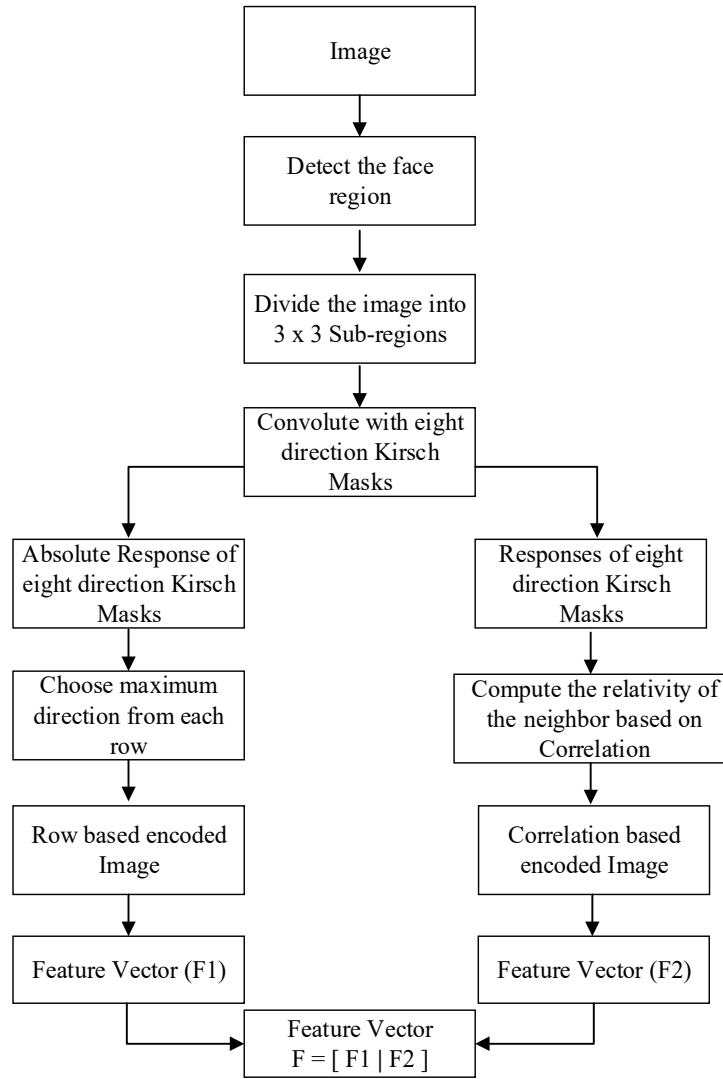 Image
Detect the face
region
Divide the image into
3 x 3 Sub-regions
Convolute with eight
direction Kirsch
Masks
Absolute Response of
eight direction Kirsch
Masks
Choose maximum
direction from each
row
Row based encoded
Image
Feature Vector (F1)
Responses of eight
direction Kirsch
Masks
Compute the relativity of
the neighbor based on
Correlation
Correlation based
encoded Image
Feature Vector (F2)
Feature Vector
F = [ F1 | F2 ]